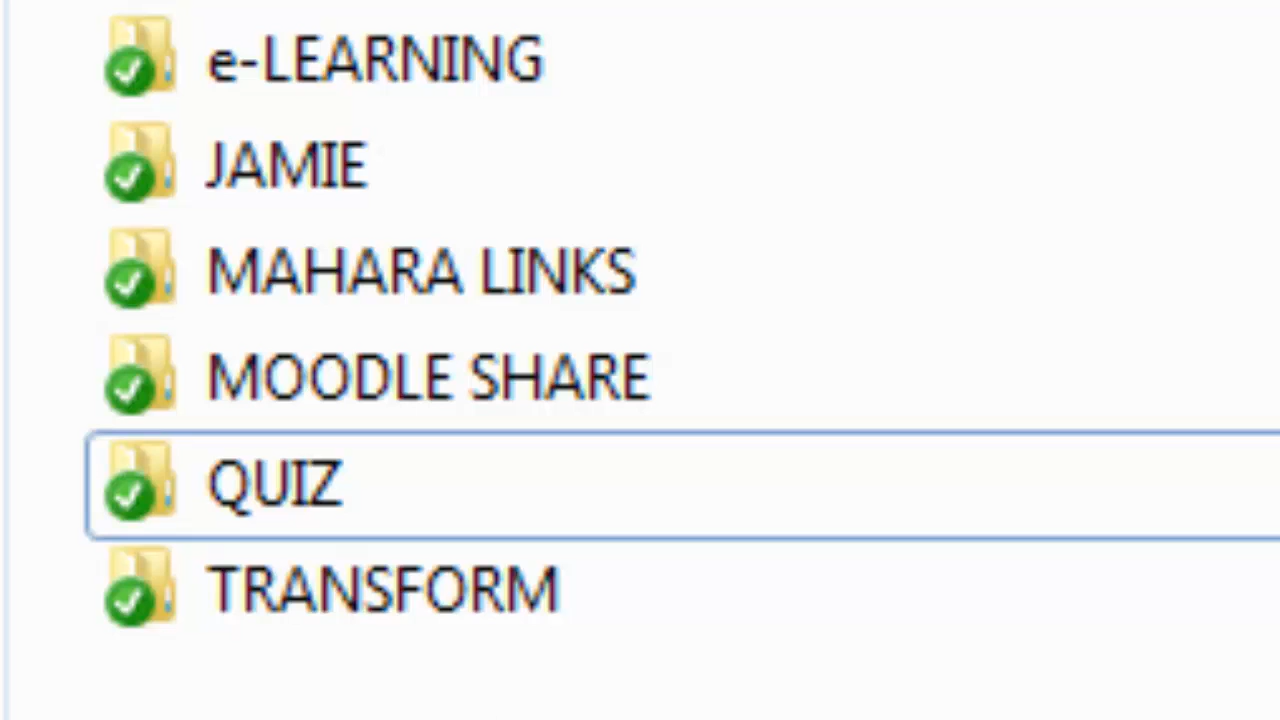 e-LEARNING
JAMIE
MAHARA LINKS
MOODLE SHARE
QUIZ
TRANSFORM